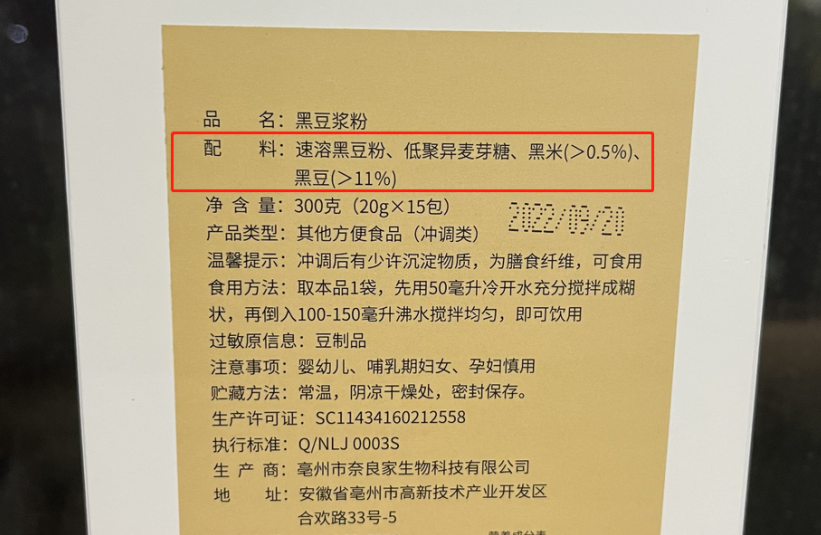 品 名：黑豆浆粉
配 料：速溶黑豆粉、低聚异麦芽糖、黑米(＞0.5%)、
黑豆(＞11%)
净 含 量：300克（20g×15包）
2022/09/20
产品类型：其他方便食品（冲调类）
温馨提示：冲调后有少许沉淀物质，为膳食纤维，可食用
食用方法：取本品1袋，先用50毫升冷开水充分搅拌成糊
状，再倒入100-150毫升沸水搅拌均匀，即可饮用
过敏原信息：豆制品
注意事项：婴幼儿、哺乳期妇女、孕妇慎用
贮藏方法：常温，阴凉干燥处，密封保存。
生产许可证：SC11434160212558
执行标准：Q/NLJ 0003S
生 产 商：亳州市奈良家生物科技有限公司
地 址：安徽省亳州市高新技术产业开发区
合欢路33号-5